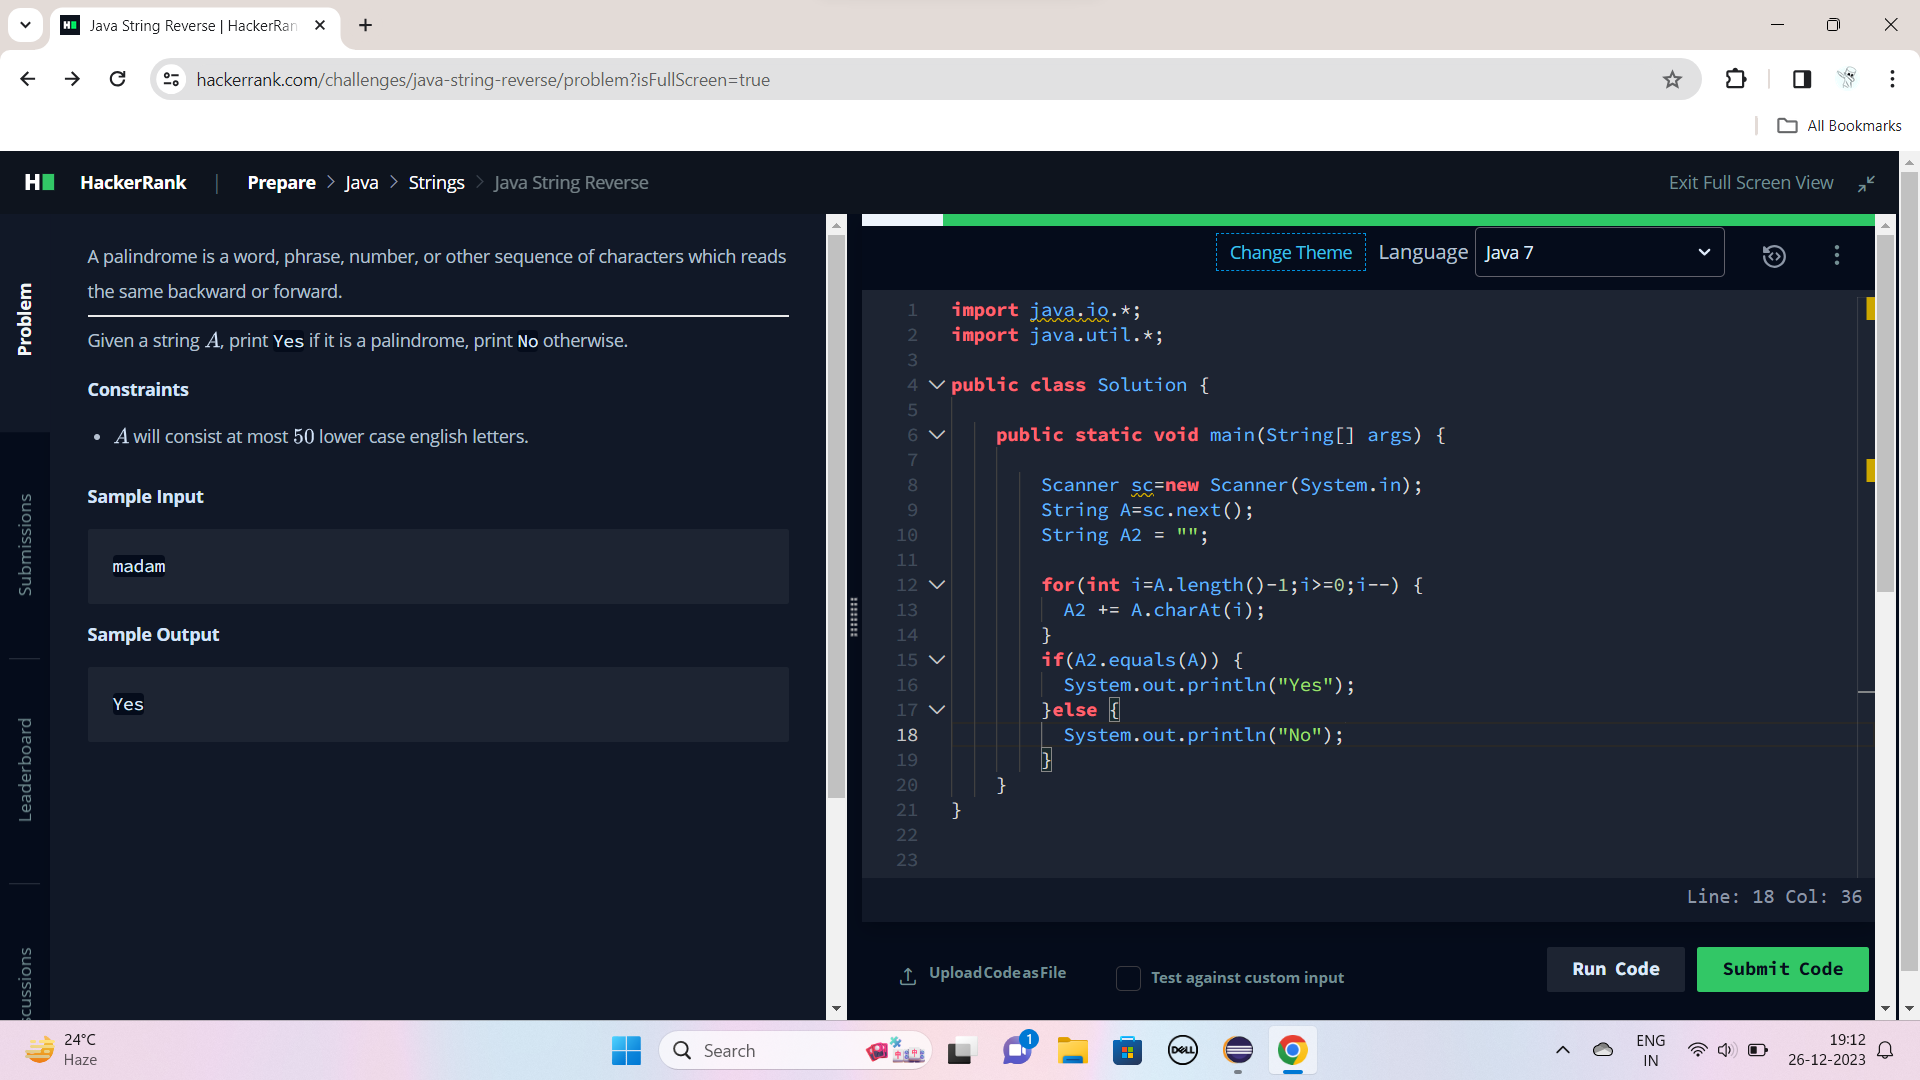 Java String Reverse | HackerRan
hackerrank.com/challenges/java-string-reverse/problem?isFullScreen=true
All Bookmarks
H HackerRank | Prepare > Java > Strings > Java String Reverse
Exit Full Screen View
Problem
Submissions
Leaderboard
cussions
A palindrome is a word, phrase, number, or other sequence of characters which reads
the same backward or forward.
Given a string A, print Yes if it is a palindrome, print No otherwise.
Constraints
• A will consist at most 50 lower case english letters.
Sample Input
madam
Sample Output
Yes
Change Theme Language Java 7
1 import java.io.*;
2 import java.util.*;
3
4 public class Solution {
5
6 public static void main(String[] args) {
7
8 Scanner sc=new Scanner(System.in);
9 String A=sc.next();
10 String A2 = "";
11
12 for(int i=A.length()-1;i>=0;i--) {
13 A2 += A.charAt(i);
14 }
15 if(A2.equals(A)) {
16 System.out.println("Yes");
17 }else {
18 System.out.println("No");
19 }
20 }
21 }
22
23
Line: 18 Col: 36
Upload Code as File
Test against custom input
Run Code
Submit Code
24°C
Haze
Search
1
DELL
ENG
IN
19:12
26-12-2023